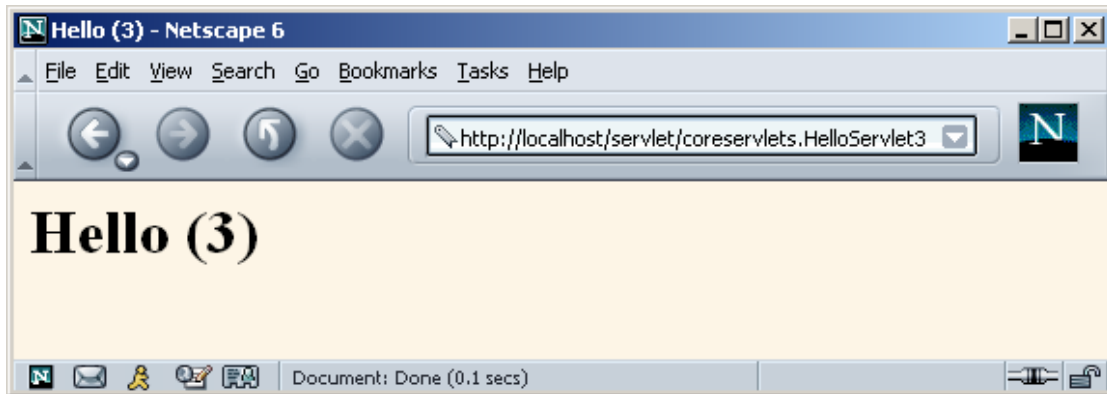 N Hello (3) - Netscape 6
File Edit View Search Go Bookmarks Tasks Help
http://localhost/servlet/coreservlets.HelloServlet3
N
Hello (3)
N
Document: Done (0.1 secs)